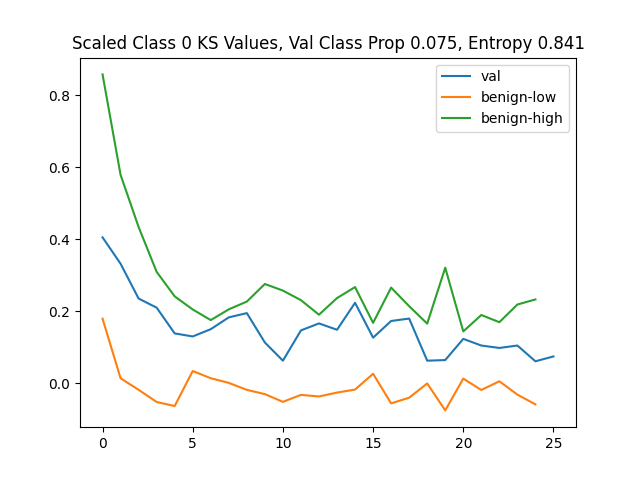 Scaled Class 0 KS Values, Val Class Prop 0.075, Entropy 0.841
val
benign-low
benign-high
0.8
0.6
0.4
0.2
0.0
0 5 10 15 20 25